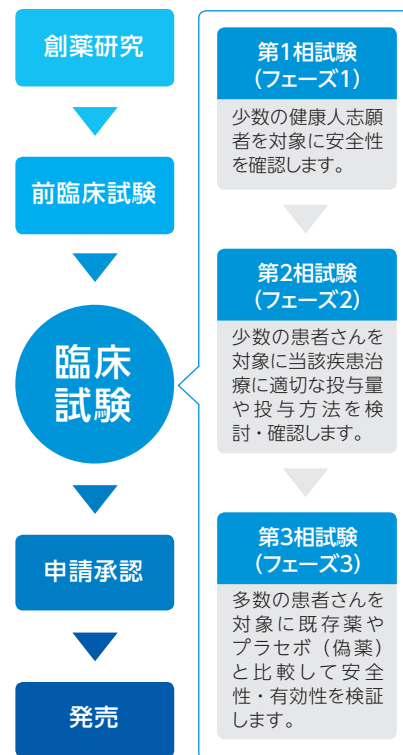 創薬研究
前臨床試験
臨床
試験
申請承認
発売
第1相試験
(フェーズ1)
少数の健康人志願
者を対象に安全性
を確認します。
第2相試験
(フェーズ2)
少数の患者さんを
対象に当該疾患治
療に適切な投与量
や投与方法を検
討・確認します。
第3相試験
(フェーズ3)
多数の患者さんを
対象に既存薬や
プラセボ（偽薬）
と比較して安全
性・有効性を検証
します。